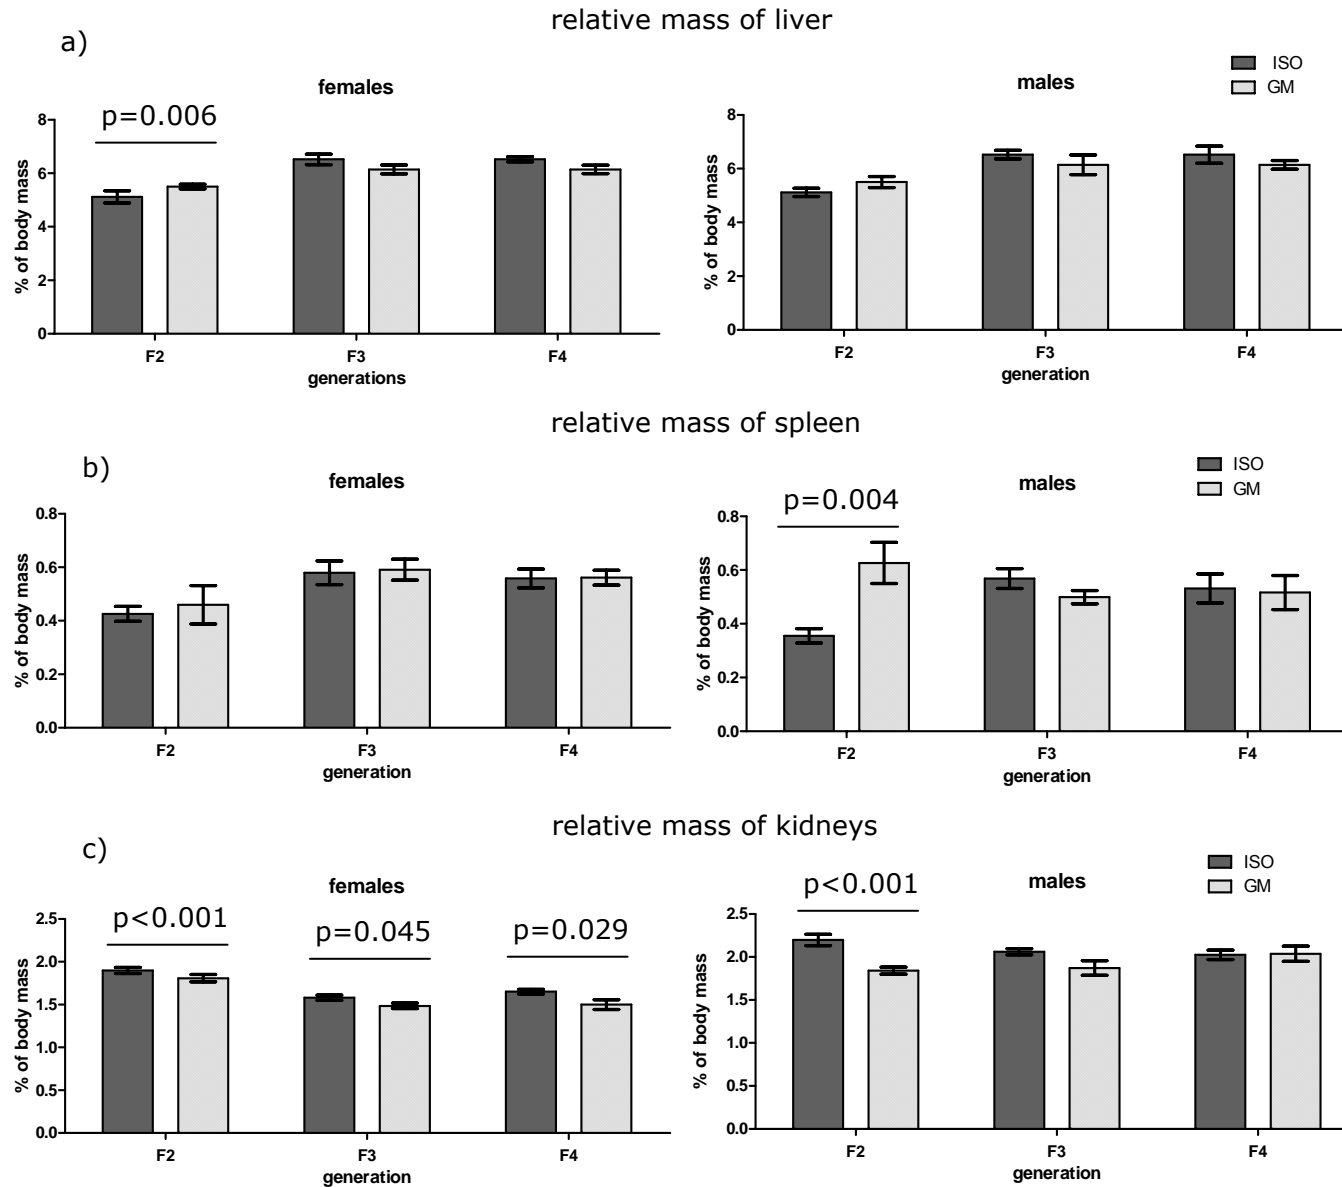 relative mass of liver
a)
females
p=0.006
% of body mass
8
6
4
2
0
F2 F3 F4
generations
males
ISO
GM
% of body mass
8
6
4
2
0
F2 F3 F4
generation
relative mass of spleen
b)
females
% of body mass
0.8
0.6
0.4
0.2
0.0
F2 F3 F4
generation
males
ISO
GM
p=0.004
% of body mass
0.8
0.6
0.4
0.2
0.0
F2 F3 F4
generation
relative mass of kidneys
c)
females
p<0.001 p=0.045 p=0.029
% of body mass
2.5
2.0
1.5
1.0
0.5
0.0
F2 F3 F4
generation
males
ISO
GM
p<0.001
% of body mass
2.5
2.0
1.5
1.0
0.5
0.0
F2 F3 F4
generation